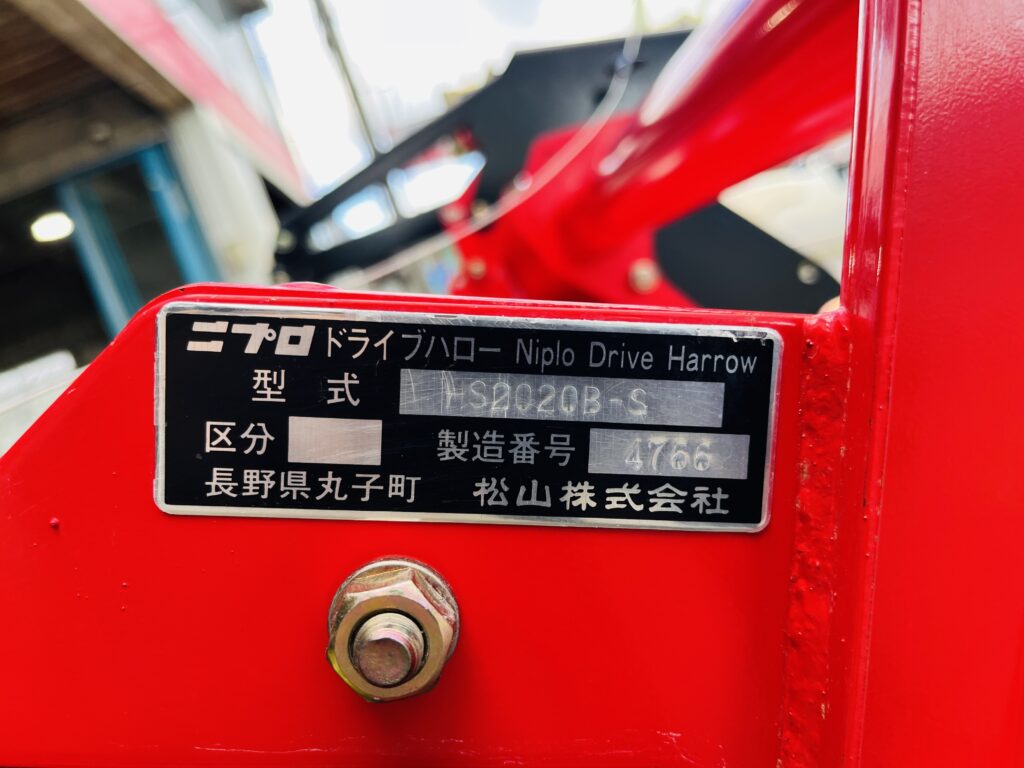 ニプロ ドライブハロー Niplo Drive Harrow
型式 HS2020B-S
区分 製造番号 4766
長野県丸子町 松山株式会社